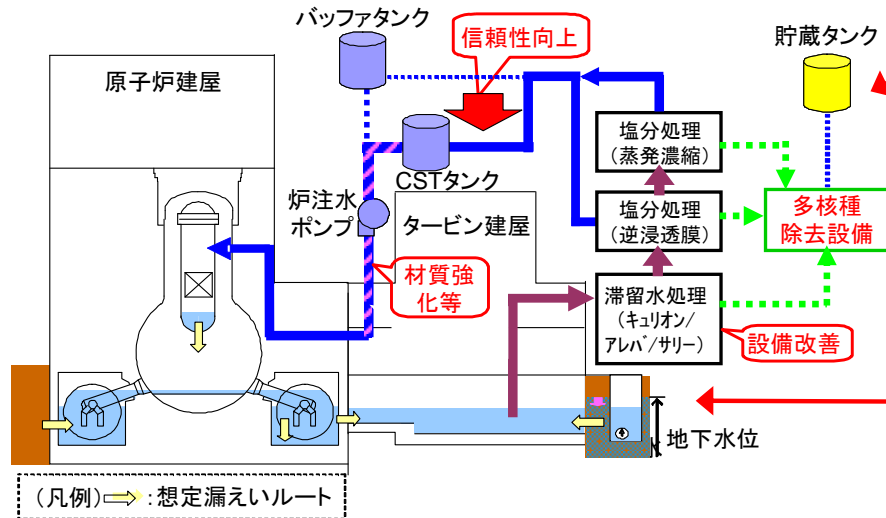 バッファタンク
信頼性向上
貯蔵タンク
原子炉建屋
塩分処理
(蒸発濃縮)
CSTタンク
炉注水
ポンプ
タービン建屋
塩分処理
(逆浸透膜)
多核種
除去設備
材質強
化等
滞留水処理
(キュリオン/
アレバ/サリー)
設備改善
地下水位
(凡例) :想定漏えいルート